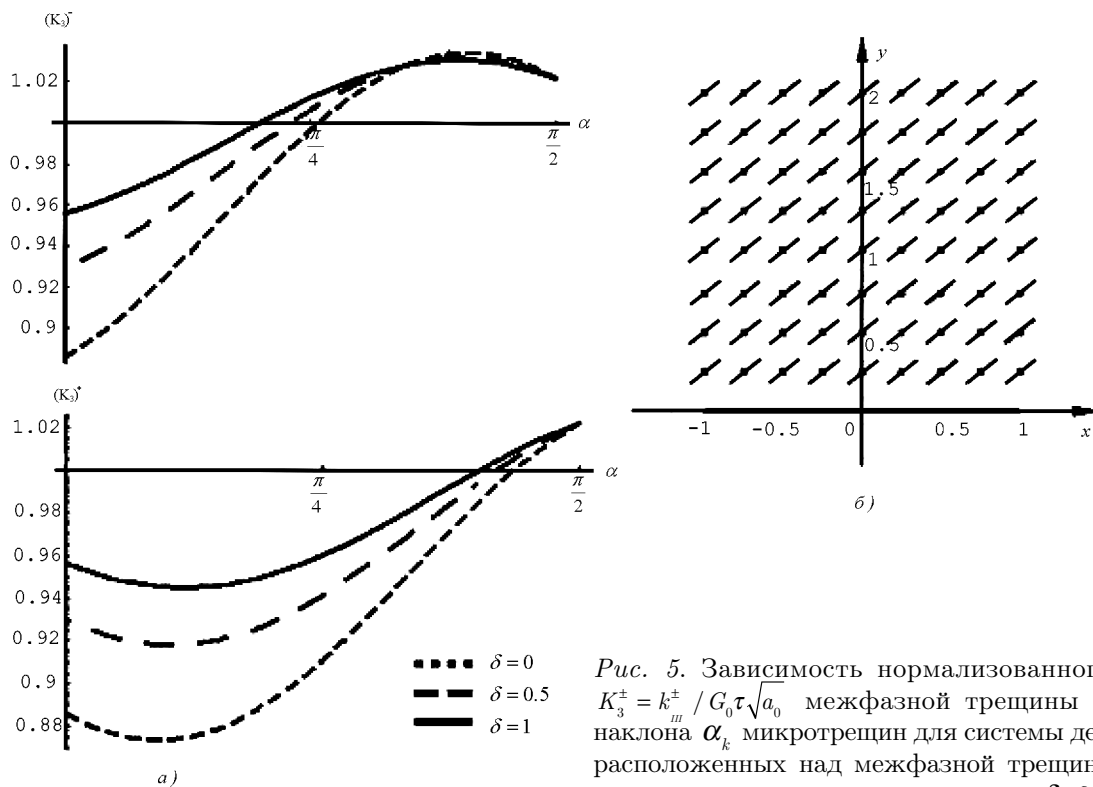 (K₃)⁻
1.02
0.98
0.96
0.94
0.92
0.9
π/4
π/2
α
(K₃)⁺
1.02
0.98
0.96
0.94
0.92
0.9
0.88
π/4
π/2
α
δ = 0
δ = 0.5
δ = 1
а)
y
2
1.5
1
0.5
-1 -0.5 0 0.5 1 x
б)
Рис. 5. Зависимость нормализованног
K₃^± = k_III^± / G₀τ√a₀ межфазной трещины
наклона α_k микротрещин для системы де
расположенных над межфазной трещин